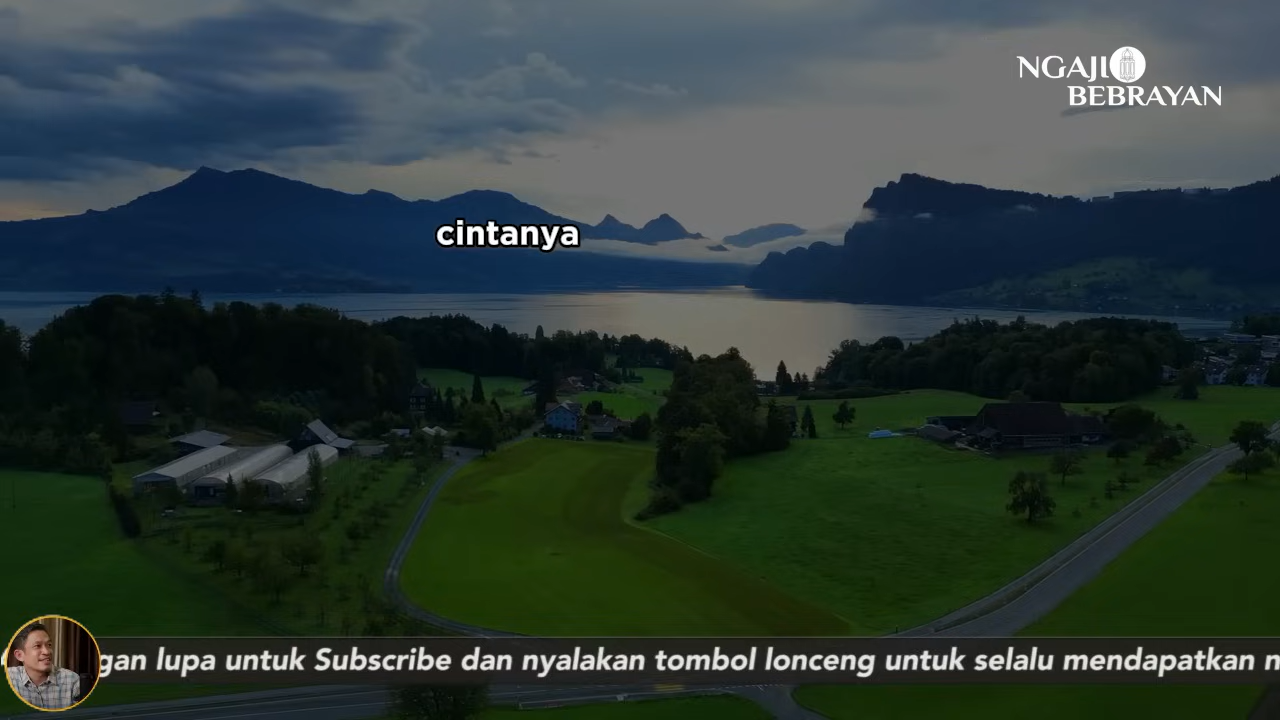 NGAJI
BEBRAYAN
cintanya
gan lupa untuk Subscribe dan nyalakan tombol lonceng untuk selalu mendapatkan n